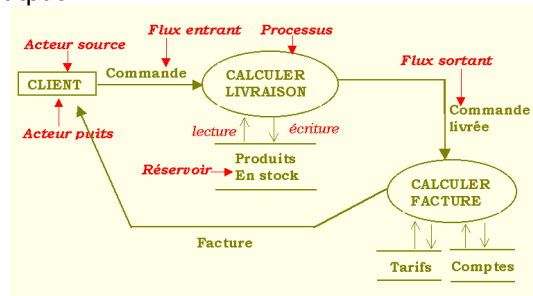 Flux entrant
Processus
Acteur source
Flux sortant
Commande
CALCULER
LIVRAISON
CLIENT
Commande
livrée
Acteur puits
lecture
écriture
Produits
En stock
Réservoir
CALCULER
FACTURE
Facture
Tarifs
Comptes